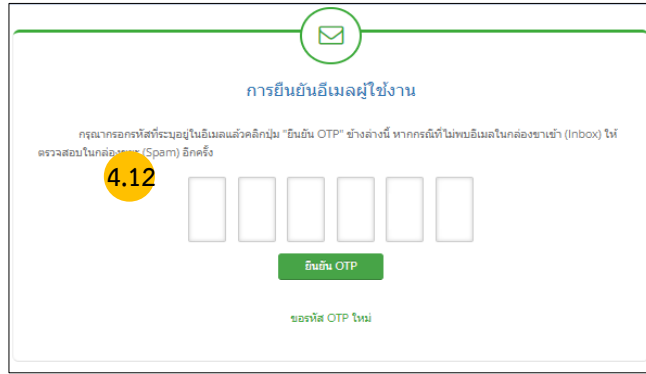 การยืนยันอีเมลผู้ใช้งาน
กรุณากรอกรหัสที่ระบุอยู่ในอีเมลแล้วคลิกปุ่ม "ยืนยัน OTP" ข้างล่างนี้ หากกรณีที่ไม่พบอีเมลในกล่องขาเข้า (Inbox) ให้
ตรวจสอบในกล่อง (Spam) อีกครั้ง
4.12
ยืนยัน OTP
ขอรหัส OTP ใหม่